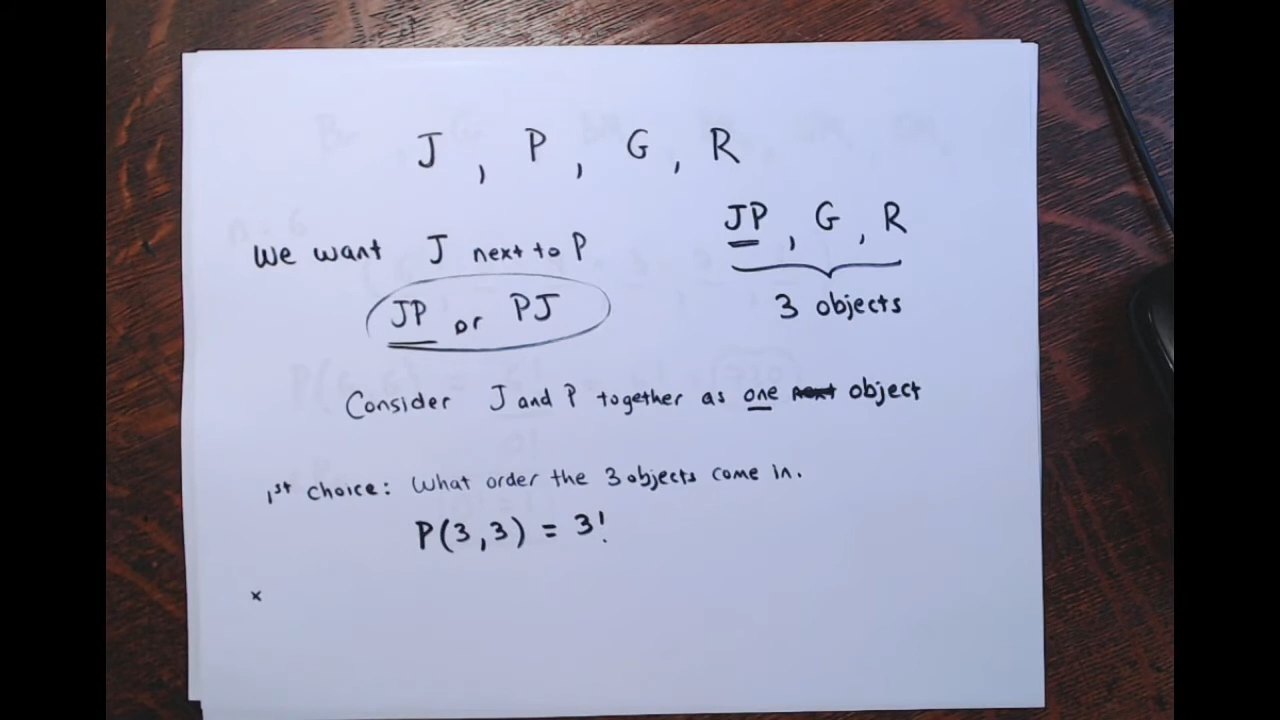 J , P , G , R
JP , G , R
We want J next to P
JP or PJ
3 objects
Consider J and P together as one next object
1st choice: What order the 3 objects come in.
P(3,3) = 3!
×